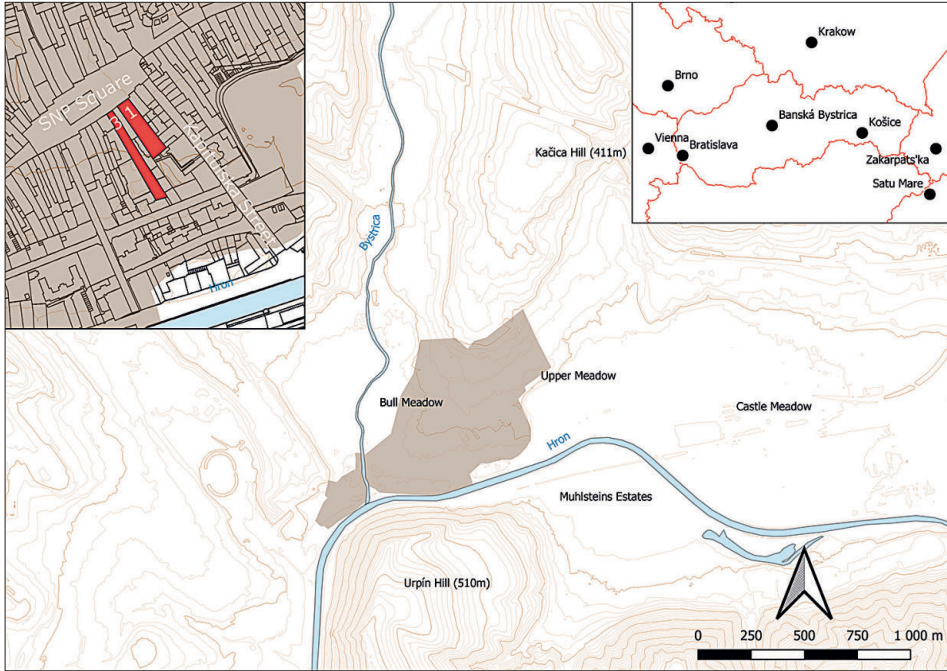 SNP Square
3 1
Kapitulská Street
Hron
Krakow
Brno
Banská Bystrica
Košice
Vienna
Bratislava
Zakarpats'ka
Satu Mare
Kačica Hill (411m)
Bystrica
Upper Meadow
Bull Meadow
Castle Meadow
Hron
Muhlsteins Estates
Urpín Hill (510m)
0 250 500 750 1 000 m